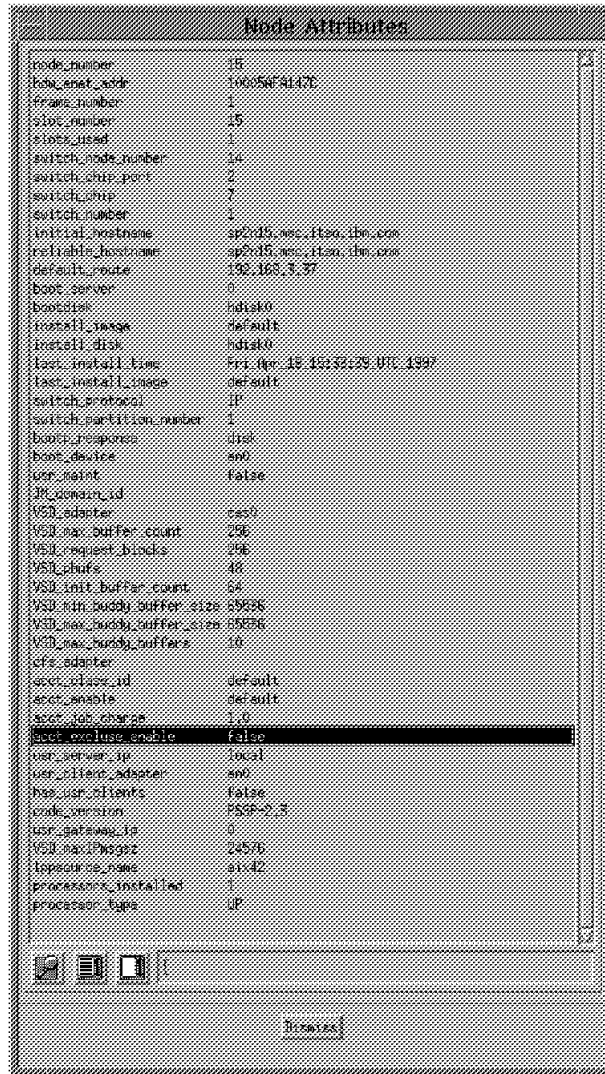 Node Attributes
node_number 15
hdw_enet_addr 10005AFA147C
frame_number 1
slot_number 15
slots_used 1
switch_node_number 14
switch_chip_port 2
switch_chip 7
switch_number 1
initial_hostname sp2n15.msc.itso.ibm.com
reliable_hostname sp2n15.msc.itso.ibm.com
default_route 192.168.3.37
boot_server 0
bootdisk hdisk0
install_image default
install_disk hdisk0
last_install_time Fri Apr 18 15:33:39 UTC 1997
last_install_image default
switch_protocol IP
switch_partition_number 1
bootp_response disk
boot_device en0
usr_maint false
JM_domain_id
VSD_adapter css0
VSD_max_buffer_count 256
VSD_request_blocks 256
VSD_pbufs 48
VSD_init_buffer_count 64
VSD_min_buddy_buffer_size 65536
VSD_max_buddy_buffer_size 65536
VSD_max_buddy_buffers 10
cfs_adapter
acct_class_id default
acct_enable default
acct_job_charge 1.0
acct_excluse_enable false
usr_server_ip local
usr_client_adapter en0
has_usr_clients false
code_version PSSP-2.3
usr_gateway_ip 0
VSD_maxIPmsgsz 24576
lppsource_name aix42
processors_installed 1
processor_type UP
Dismiss